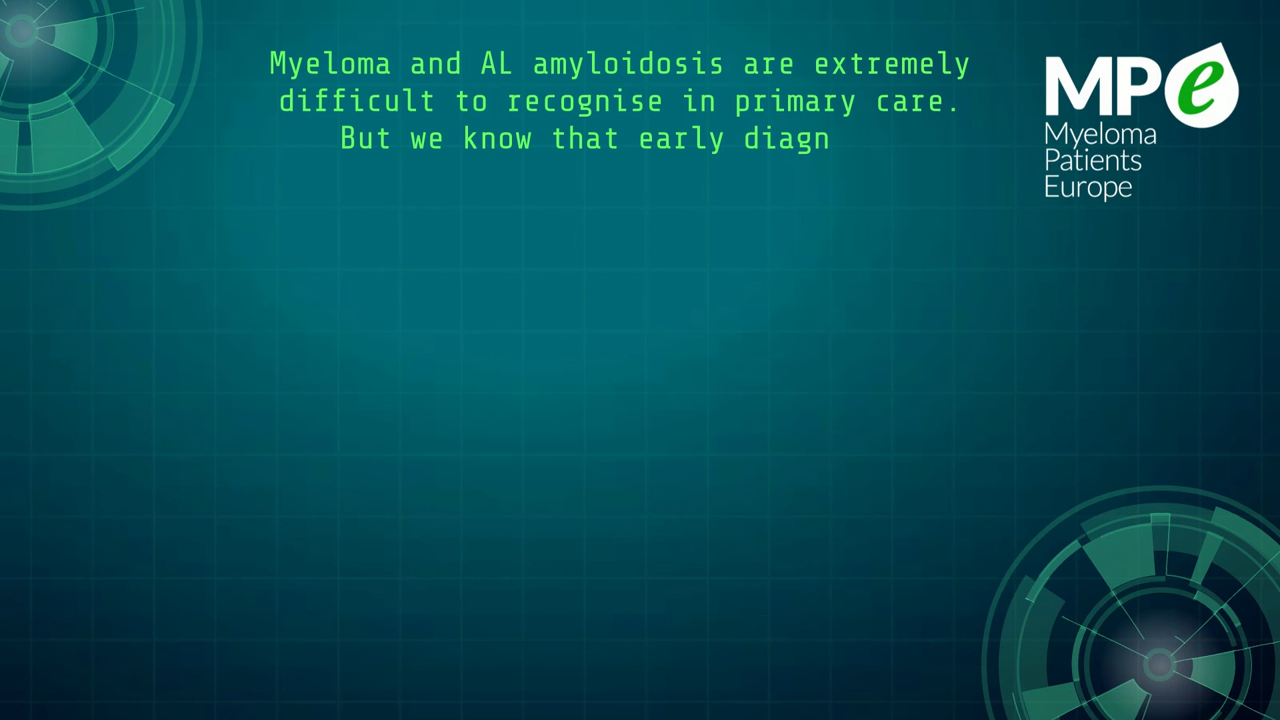 Myeloma and AL amyloidosis are extremely
difficult to recognise in primary care.
But we know that early diagn
MPe
Myeloma
Patients
Europe